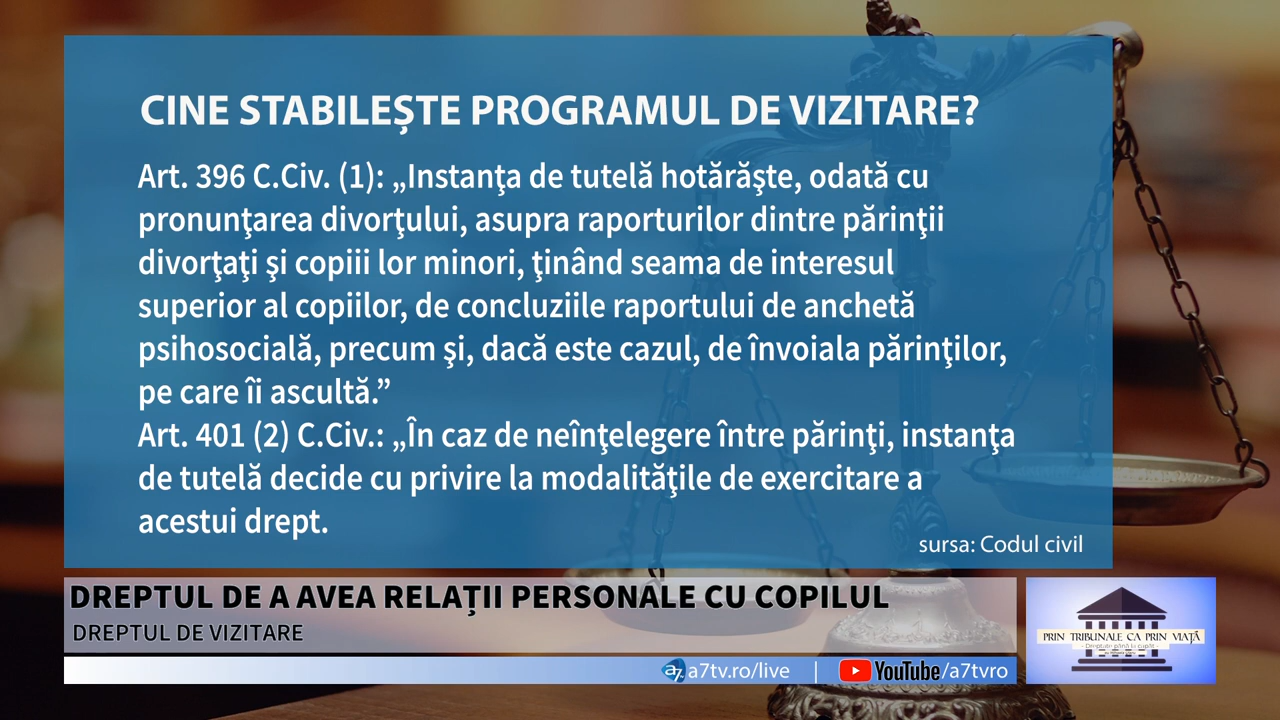 CINE STABILEȘTE PROGRAMUL DE VIZITARE?
Art. 396 C.Civ. (1): „Instanţa de tutelă hotărăşte, odată cu
pronunţarea divorţului, asupra raporturilor dintre părinţii
divorţaţi şi copiii lor minori, ţinând seama de interesul
superior al copiilor, de concluziile raportului de anchetă
psihosocială, precum şi, dacă este cazul, de învoiala părinţilor,
pe care îi ascultă.”
Art. 401 (2) C.Civ.: „În caz de neînţelegere între părinţi, instanţa
de tutelă decide cu privire la modalităţile de exercitare a
acestui drept.
sursa: Codul civil
DREPTUL DE A AVEA RELAȚII PERSONALE CU COPILUL
DREPTUL DE VIZITARE
PRIN TRIBUNALE CA PRIN VIAȚĂ
a7 a7tv.ro/live | YouTube /a7tvro